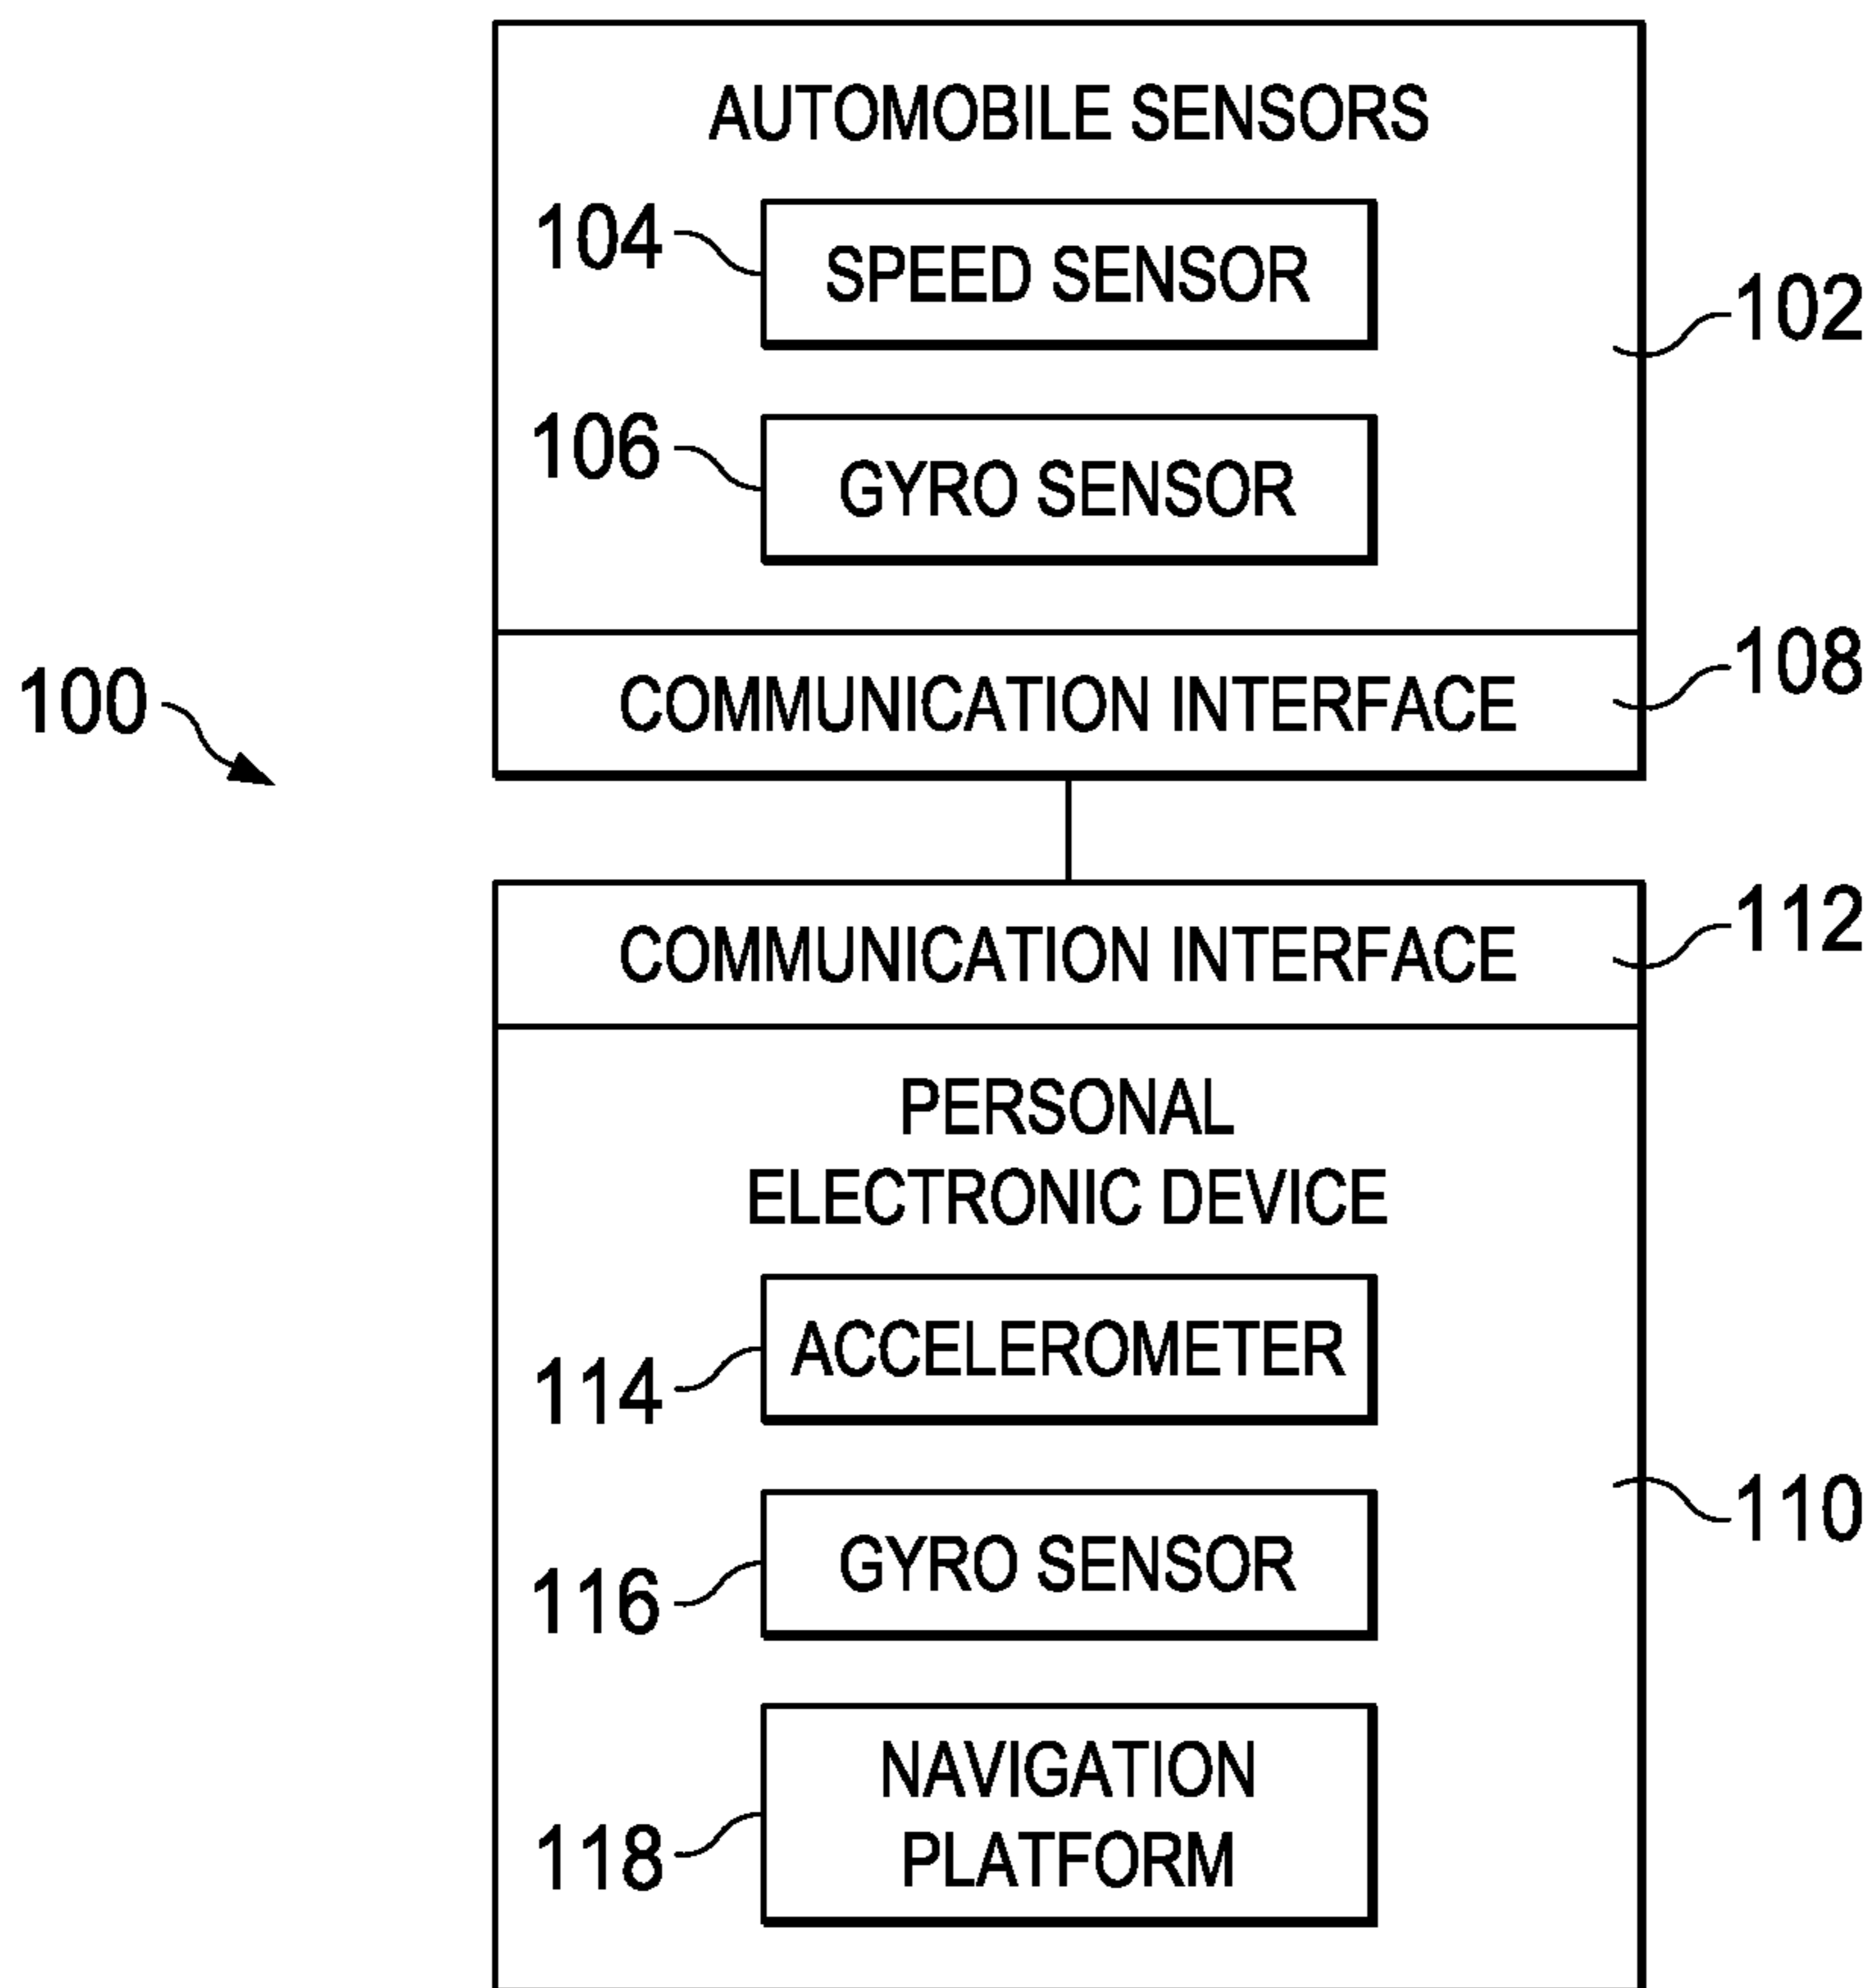 AUTOMOBILE SENSORS
104
SPEED SENSOR
102
106
GYRO SENSOR
100
COMMUNICATION INTERFACE
108
COMMUNICATION INTERFACE
112
PERSONAL
ELECTRONIC DEVICE
114
ACCELEROMETER
110
116
GYRO SENSOR
118
NAVIGATION
PLATFORM